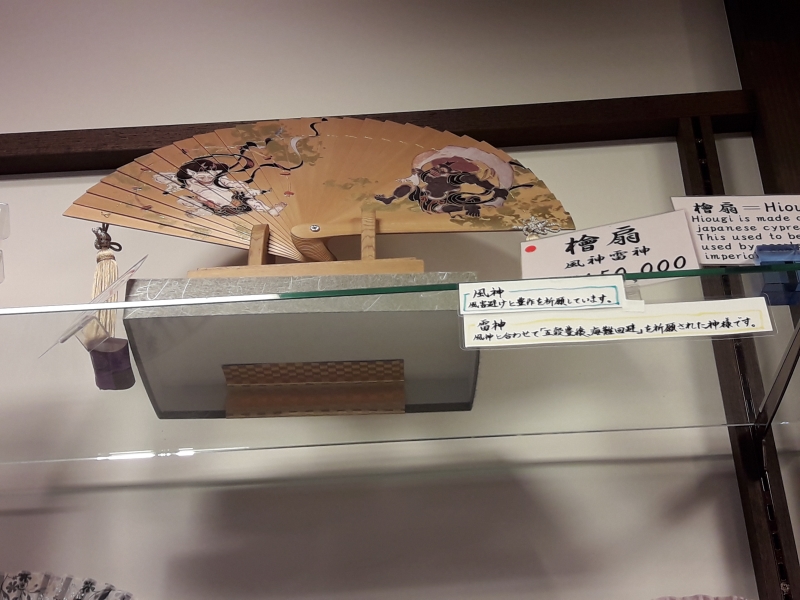 檜扇
風神雷神
50,000
檜扇＝Hiou
Hiougi is made o
japanese cypre
This used to be
used by
imperi
風神
風害避けと豊作を祈願しています。
雷神
風神と合わせて「五穀豊穣、海難回避」を祈願された神様です。